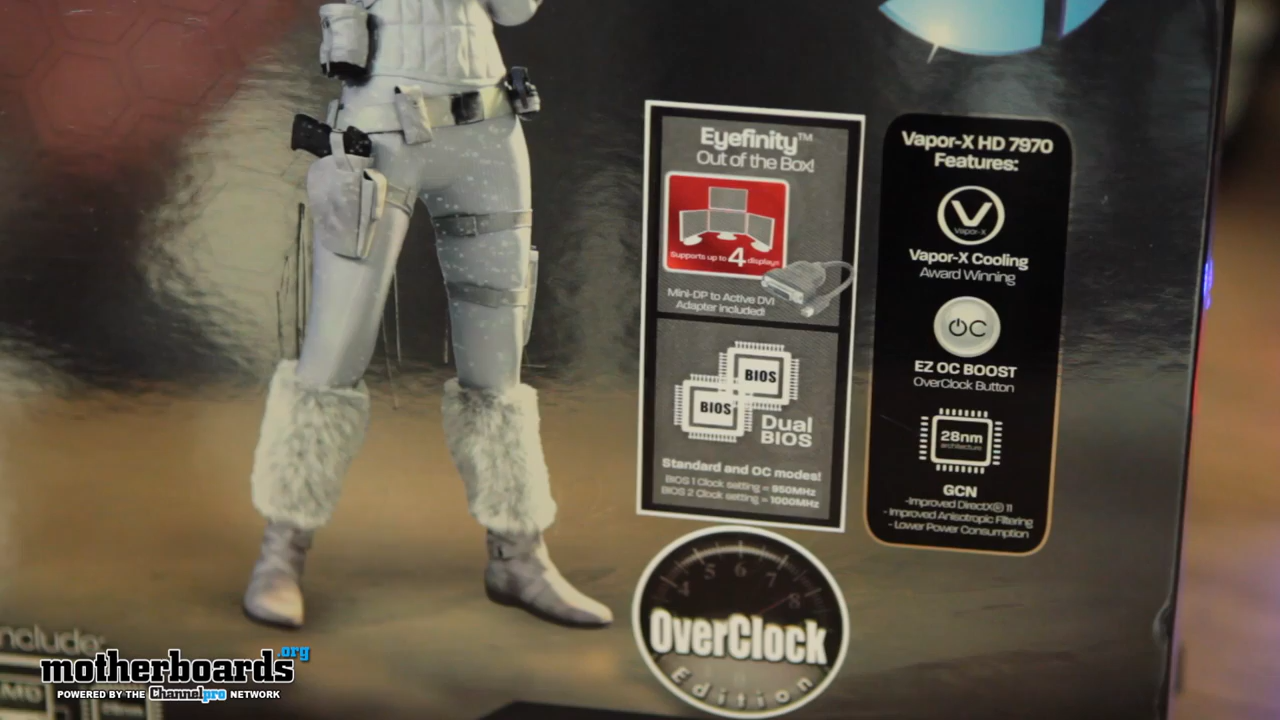 Eyefinity™
Out of the Box!
Supports up to 4 displays
Mini-DP to Active DVI
Adapter included!
BIOS
BIOS
Dual
BIOS
Standard and OC modes!
BIOS 1 Clock setting = 950MHz
BIOS 2 Clock setting = 1000MHz
Vapor-X HD 7970
Features:
Vapor-X
Vapor-X Cooling
Award Winning
OC
EZ OC BOOST
OverClock Button
28nm
architecture
GCN
-Improved DirectX® 11
- Improved Anisotropic Filtering
- Lower Power Consumption
4 5 6 7 8
OverClock
Edition
nclude:
motherboards.org
POWERED BY THE Channelpro NETWORK